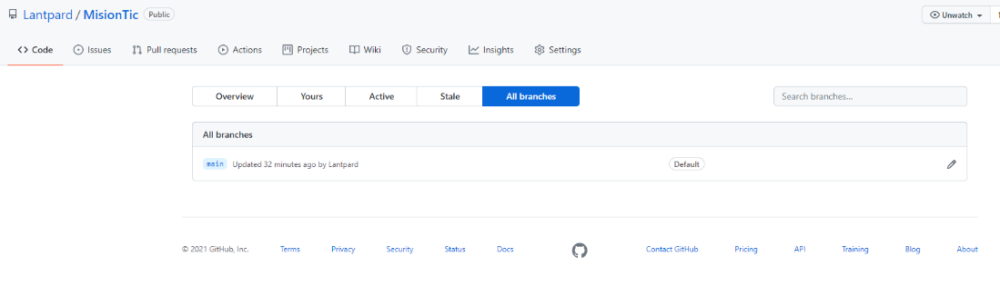 Lantpard / MisionTic Public Unwatch 1
Code Issues Pull requests Actions Projects Wiki Security Insights Settings
Overview Yours Active Stale All branches Search branches...
All branches
main Updated 32 minutes ago by Lantpard Default
© 2021 GitHub, Inc. Terms Privacy Security Status Docs Contact GitHub Pricing API Training Blog About